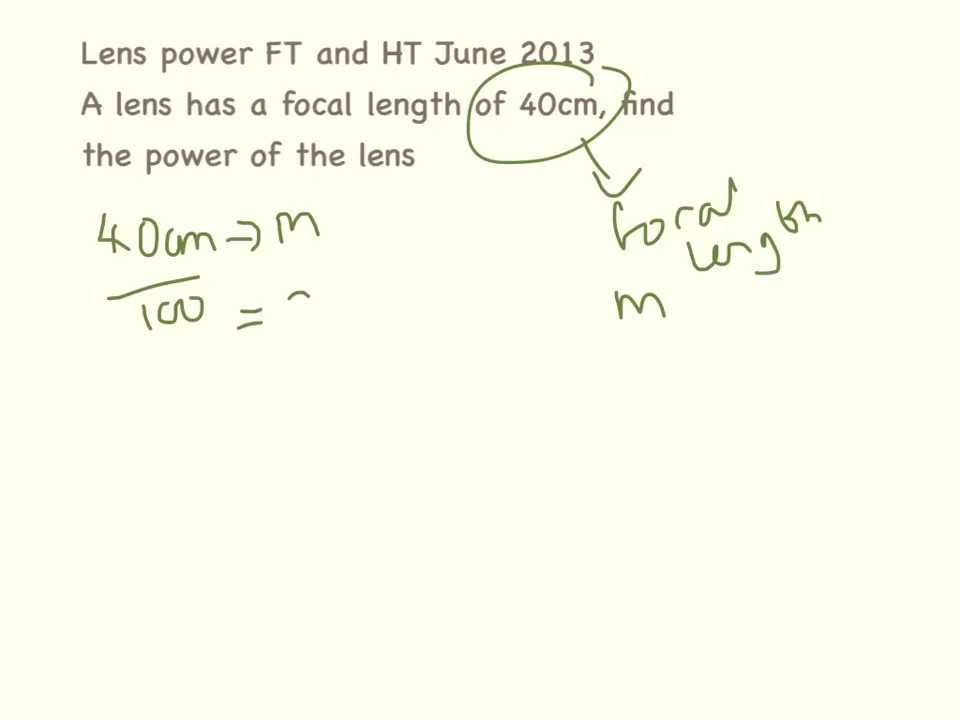 Lens power FT and HT June 2013
A lens has a focal length of 40cm, find
the power of the lens
40cm ⇒ m
100 =
focal
length
m